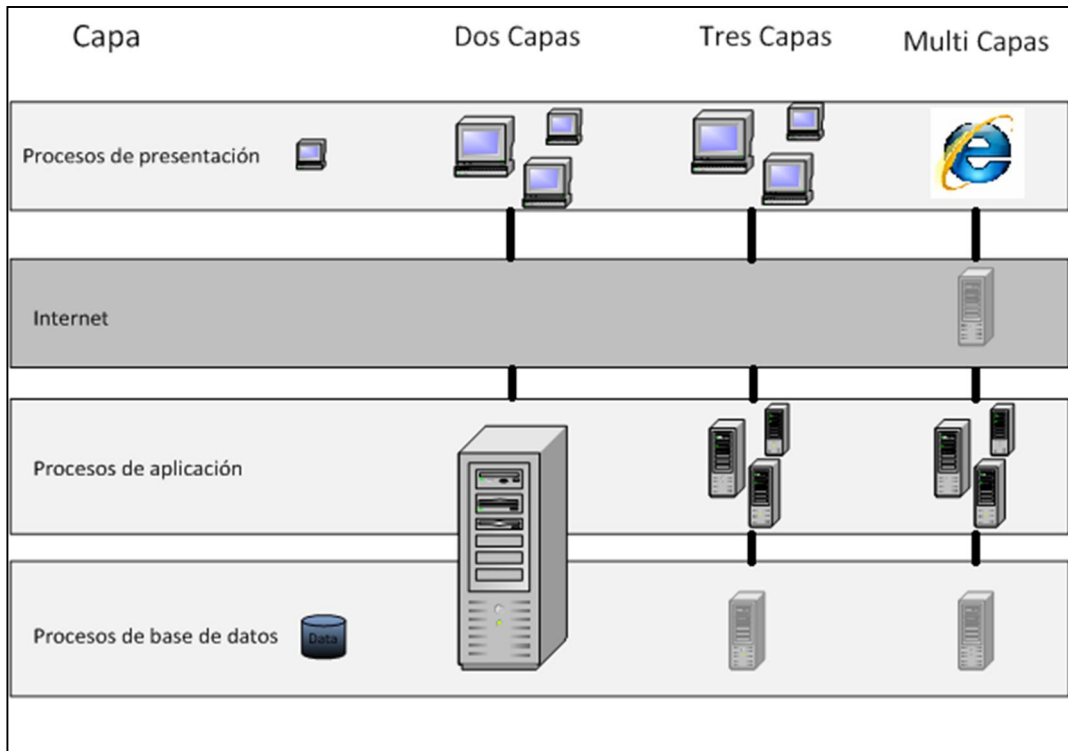 Capa
Dos Capas
Tres Capas
Multi Capas
Procesos de presentación
Internet
Procesos de aplicación
Procesos de base de datos
Data